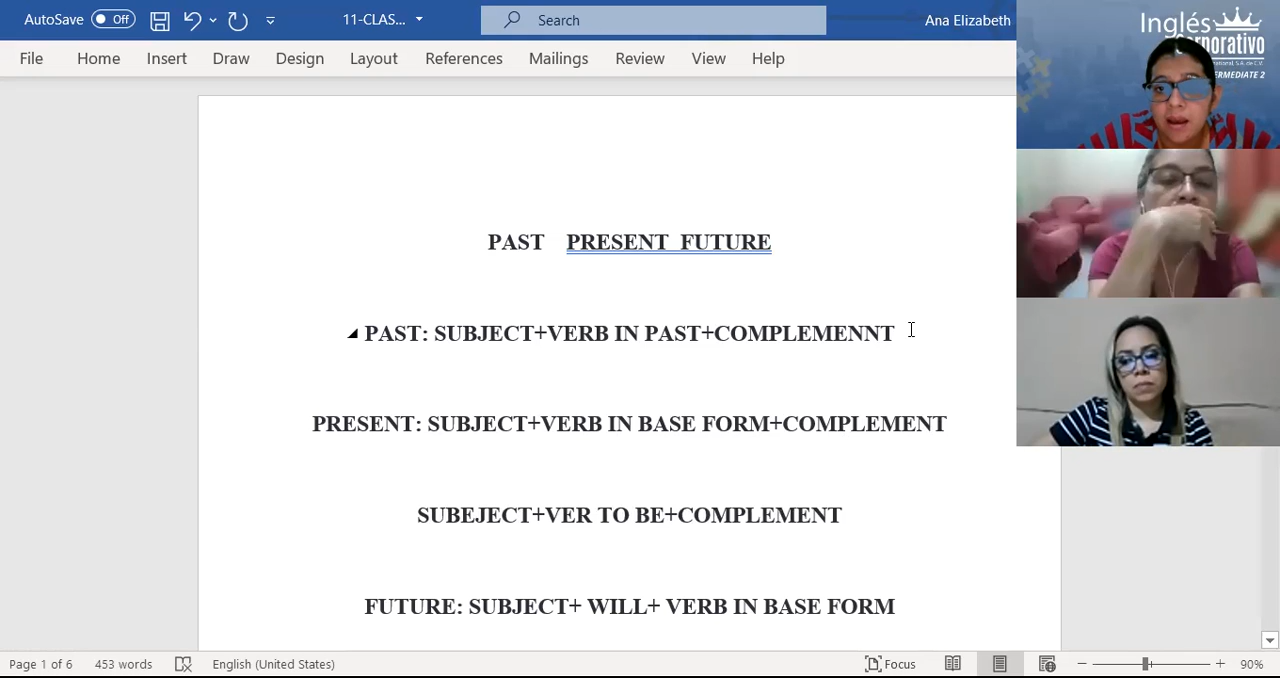 AutoSave Off 11-CLAS... Search Ana Elizabeth
File Home Insert Draw Design Layout References Mailings Review View Help
Inglés
Corporativo
INTERMEDIATE 2
PAST PRESENT FUTURE
PAST: SUBJECT+VERB IN PAST+COMPLEMENNT
PRESENT: SUBJECT+VERB IN BASE FORM+COMPLEMENT
SUBEJECT+VER TO BE+COMPLEMENT
FUTURE: SUBJECT+ WILL+ VERB IN BASE FORM
Page 1 of 6 453 words English (United States) Focus 90%